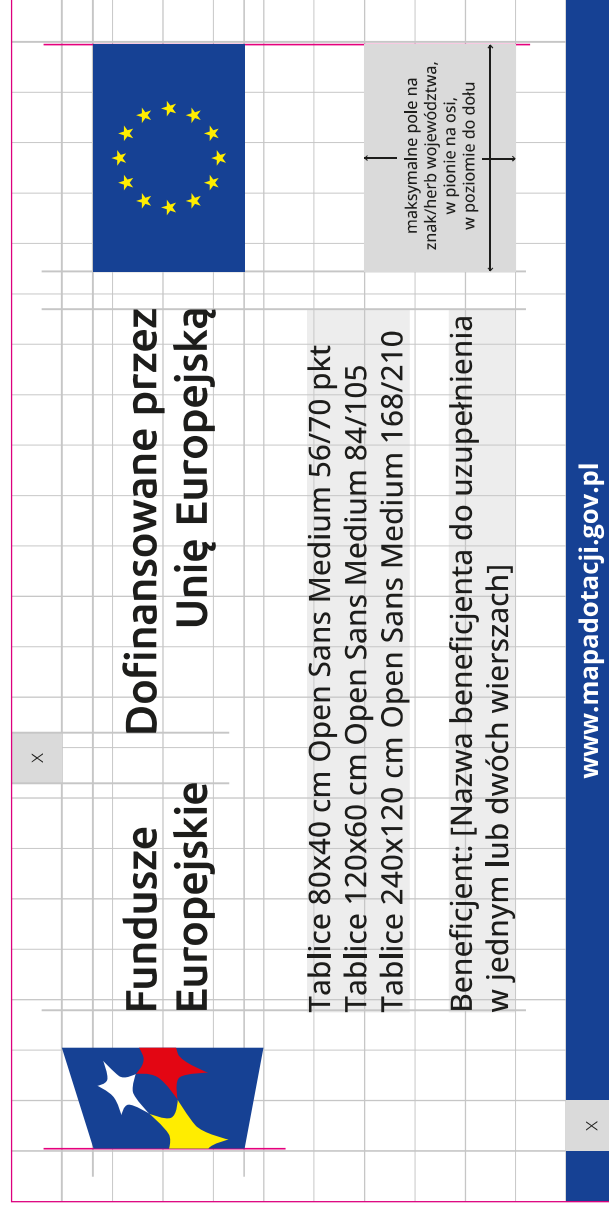 Fundusze
Europejskie
X
Dofinansowane przez
Unię Europejską
Tablice 80x40 cm Open Sans Medium 56/70 pkt
Tablice 120x60 cm Open Sans Medium 84/105
Tablice 240x120 cm Open Sans Medium 168/210
Beneficjent: [Nazwa beneficjenta do uzupełnienia
w jednym lub dwóch wierszach]
maksymalne pole na
znak/herb województwa,
w pionie na osi,
w poziomie do dołu
X
www.mapadotacji.gov.pl